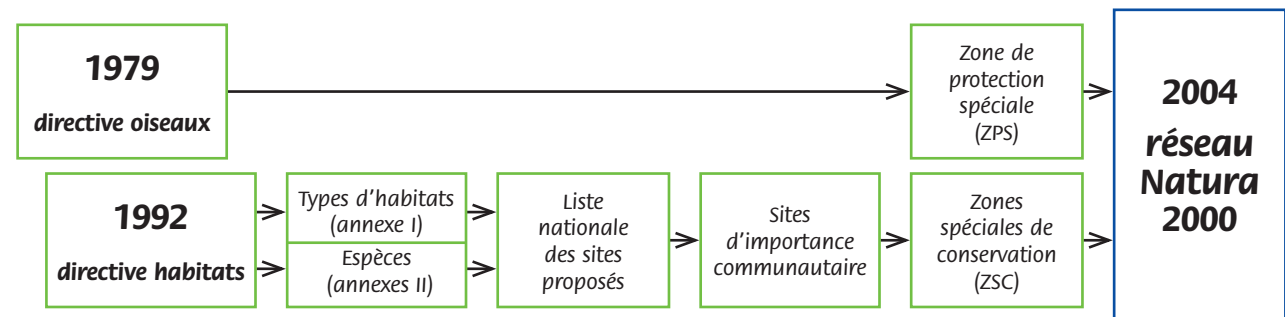 1979
directive oiseaux
Zone de
protection
spéciale
(ZPS)
1992
directive habitats
Types d'habitats
(annexe I)
Espèces
(annexes II)
Liste
nationale
des sites
proposés
Sites
d'importance
communautaire
Zones
spéciales de
conservation
(ZSC)
2004
réseau
Natura
2000